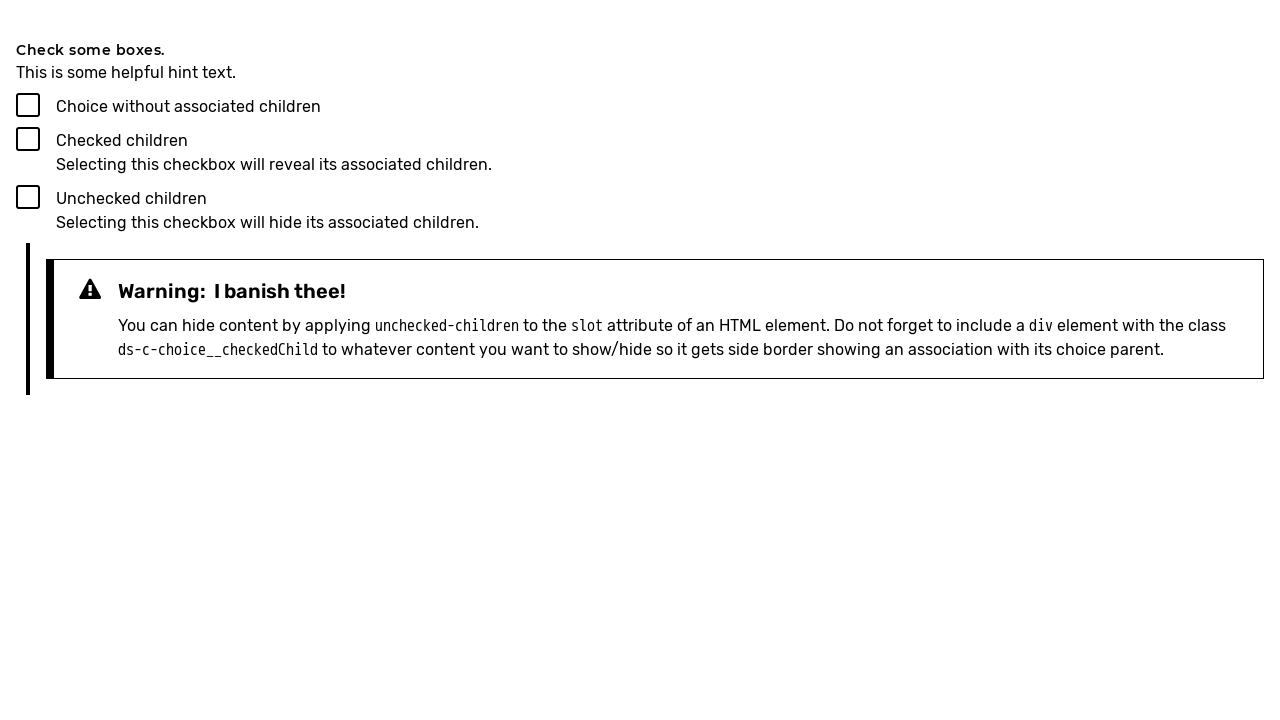 Check some boxes.
This is some helpful hint text.
Choice without associated children
Checked children
Selecting this checkbox will reveal its associated children.
Unchecked children
Selecting this checkbox will hide its associated children.
Warning: I banish thee!
You can hide content by applying unchecked-children to the slot attribute of an HTML element. Do not forget to include a div element with the class
ds-c-choice__checkedChild to whatever content you want to show/hide so it gets side border showing an association with its choice parent.